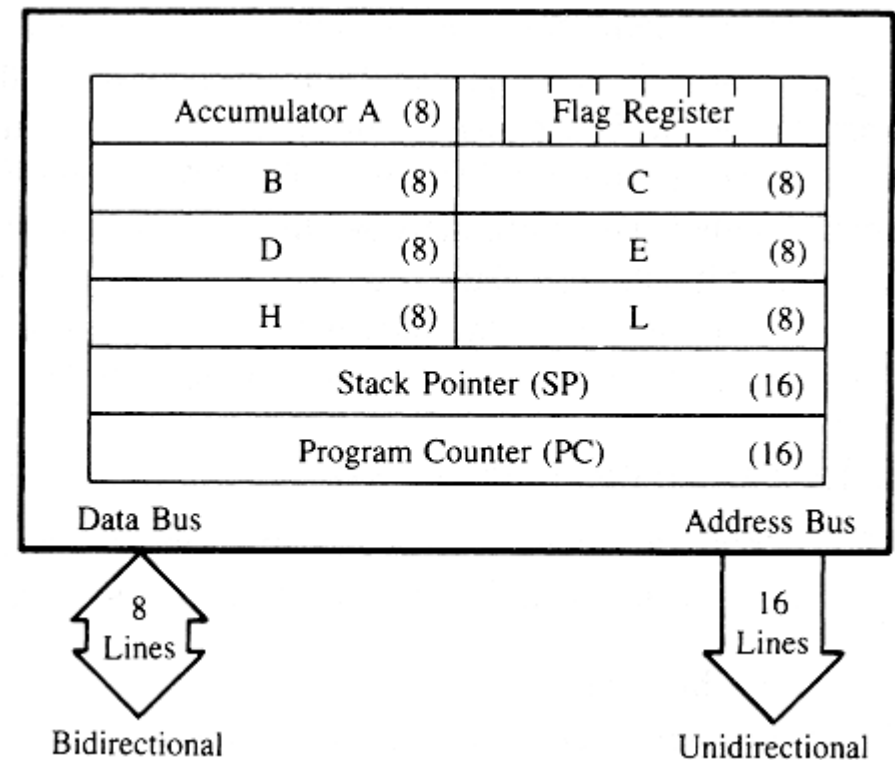 Accumulator A (8) Flag Register
B (8) C (8)
D (8) E (8)
H (8) L (8)
Stack Pointer (SP) (16)
Program Counter (PC) (16)
Data Bus Address Bus
8 Lines
16 Lines
Bidirectional
Unidirectional